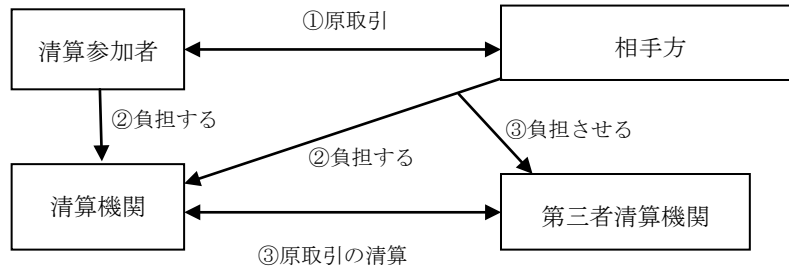 ①原取引
清算参加者
相手方
②負担する
③負担させる
②負担する
清算機関
第三者清算機関
③原取引の清算